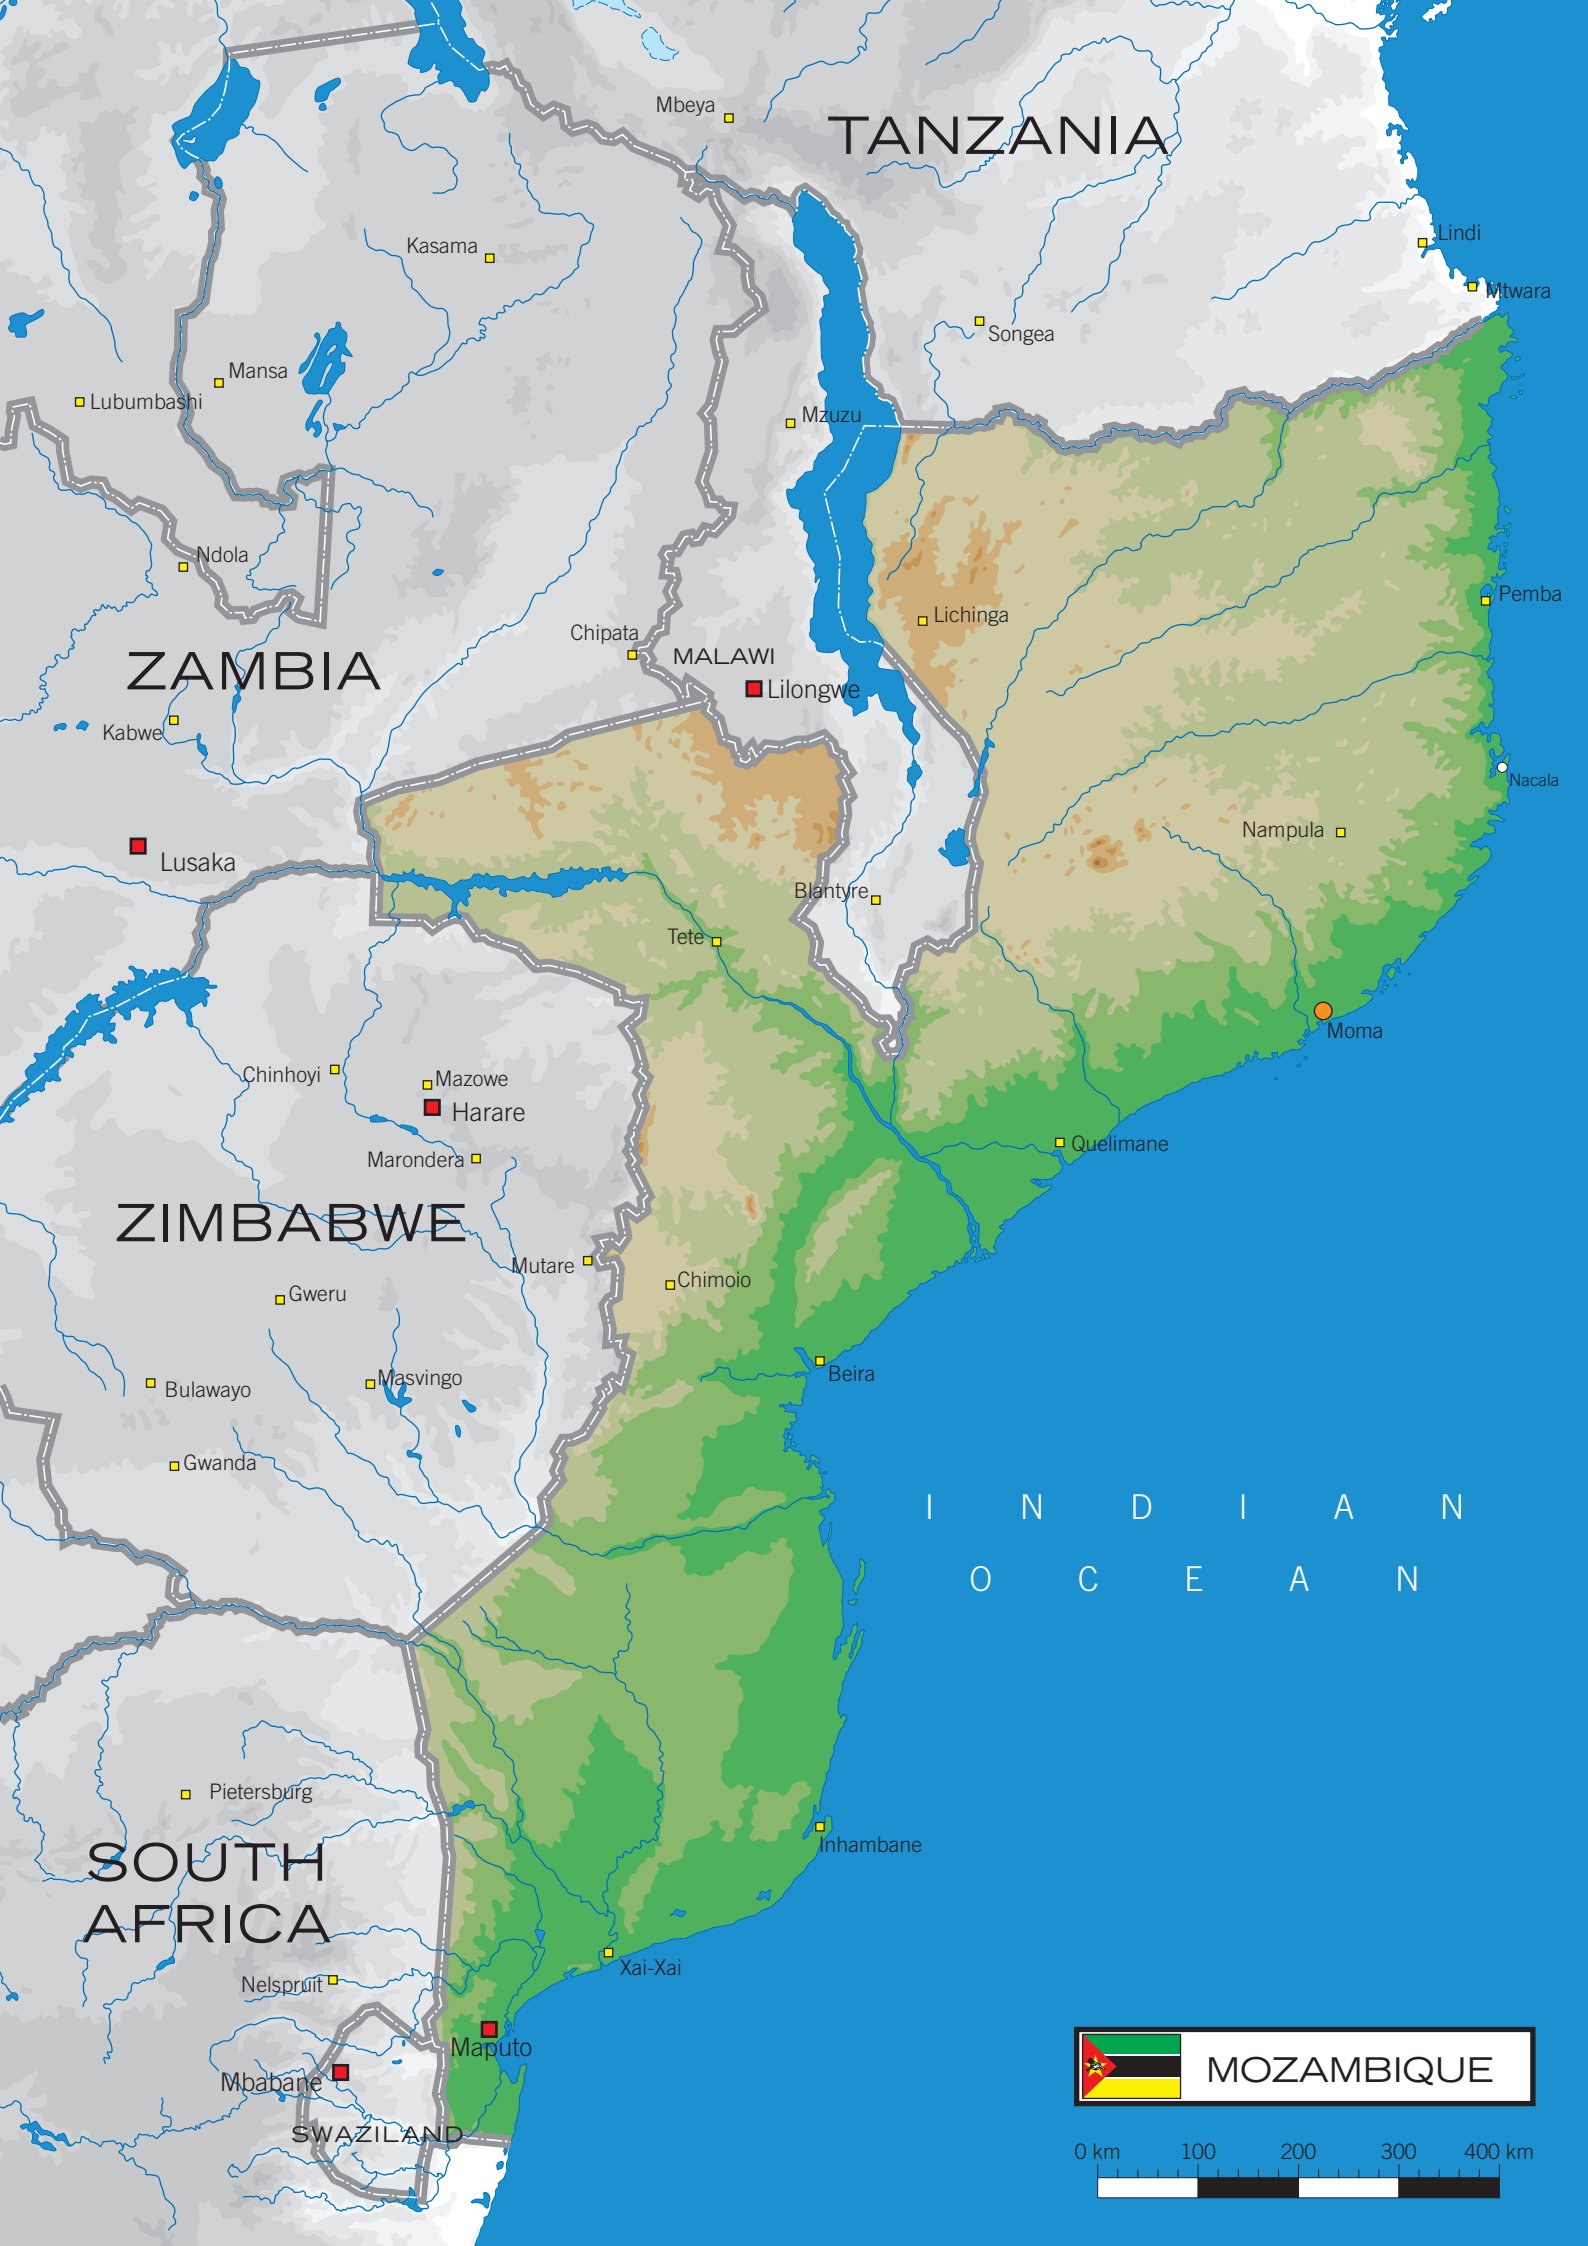 Mbeya
TANZANIA
Lindi
Kasama
Mtwara
Songea
Mansa
Lubumbashi
Mzuzu
Ndola
Pemba
Lichinga
Chipata
MALAWI
ZAMBIA
Lilongwe
Kabwe
Nacala
Nampula
Lusaka
Blantyre
Tete
Moma
Chinhoyi
Mazowe
Harare
Quelimane
Marondera
ZIMBABWE
Mutare
Chimoio
Gweru
Beira
Masvingo
Bulawayo
Gwanda
INDIAN
OCEAN
Pietersburg
Inhambane
SOUTH
AFRICA
Xai-Xai
Nelspruit
Maputo
MOZAMBIQUE
Mbabane
SWAZILAND
0 km 100 200 300 400 km